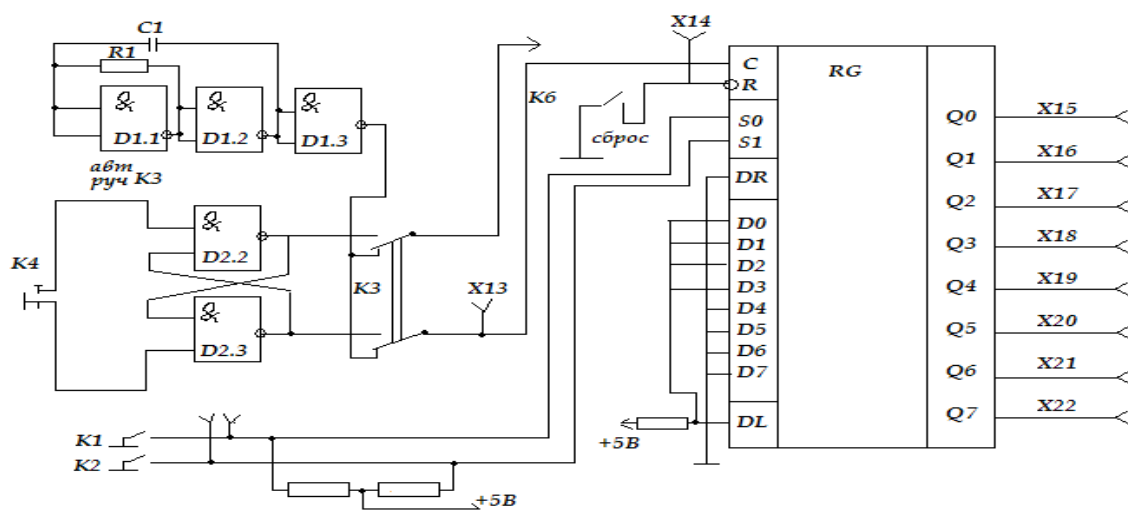 C1
R1
&
D1.1
&
D1.2
&
D1.3
авт
руч K3
&
D2.2
K4
&
D2.3
K3
X13
K6
X14
сброс
K1
K2
+5В
+5В
C
R
S0
S1
DR
D0
D1
D2
D3
D4
D5
D6
D7
DL
RG
Q0
Q1
Q2
Q3
Q4
Q5
Q6
Q7
X15
X16
X17
X18
X19
X20
X21
X22